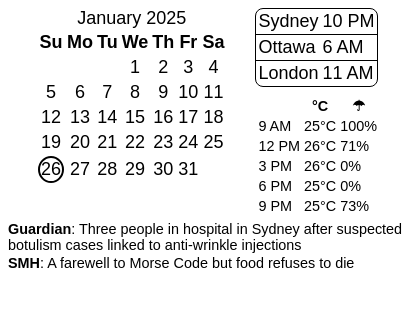 January 2025
Su Mo Tu We Th Fr Sa
1 2 3 4
5 6 7 8 9 10 11
12 13 14 15 16 17 18
19 20 21 22 23 24 25
26 27 28 29 30 31
Sydney 10 PM
Ottawa 6 AM
London 11 AM
°C ☂
9 AM 25°C 100%
12 PM 26°C 71%
3 PM 26°C 0%
6 PM 25°C 0%
9 PM 25°C 73%
Guardian: Three people in hospital in Sydney after suspected
botulism cases linked to anti-wrinkle injections
SMH: A farewell to Morse Code but food refuses to die